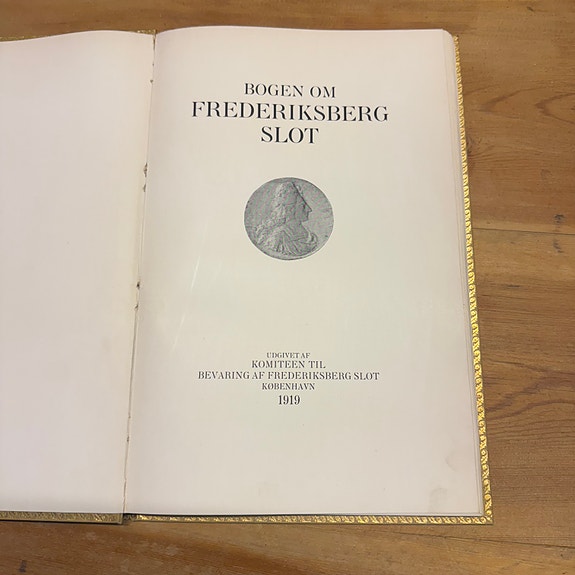 BOGEN OM
FREDERIKSBERG
SLOT
UDGIVET AF
KOMITEEN TIL
BEVARING AF FREDERIKSBERG SLOT
KØBENHAVN
1919